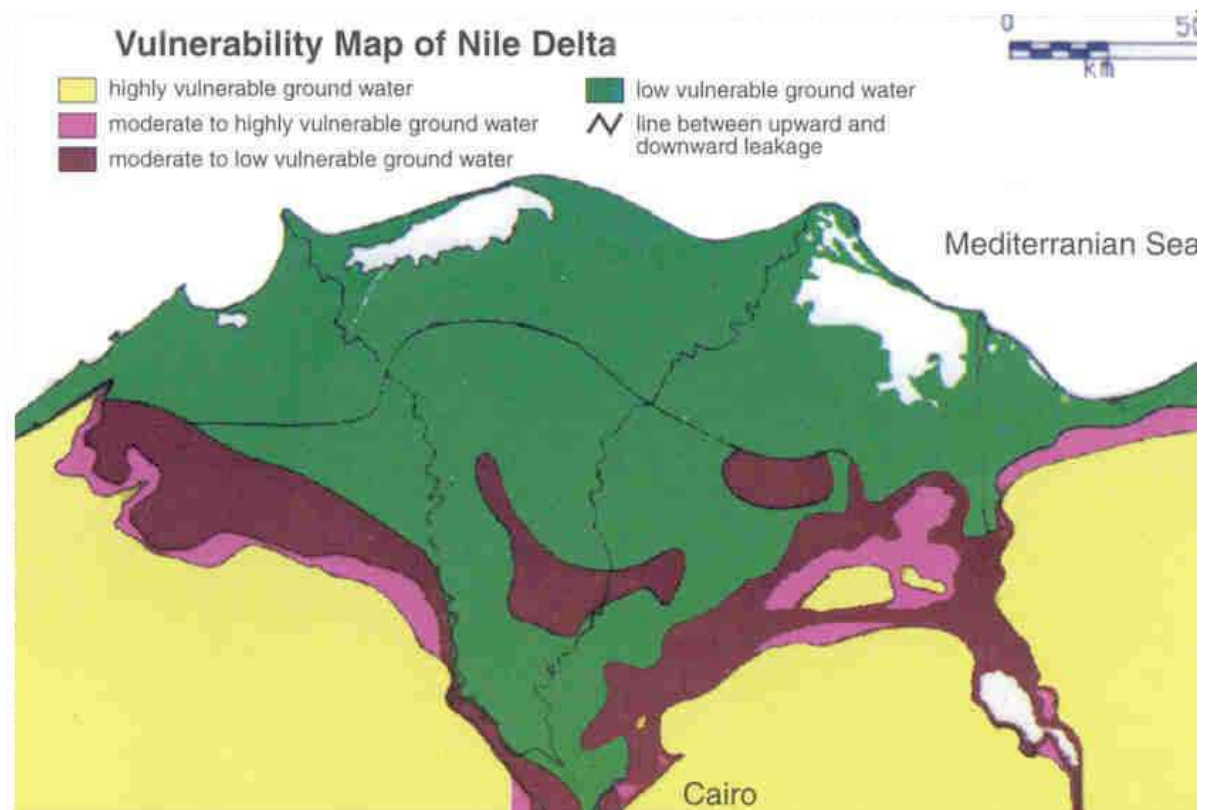 Vulnerability Map of Nile Delta
highly vulnerable ground water
moderate to highly vulnerable ground water
moderate to low vulnerable ground water
low vulnerable ground water
line between upward and
downward leakage
0
km
Mediterranian Sea
Cairo